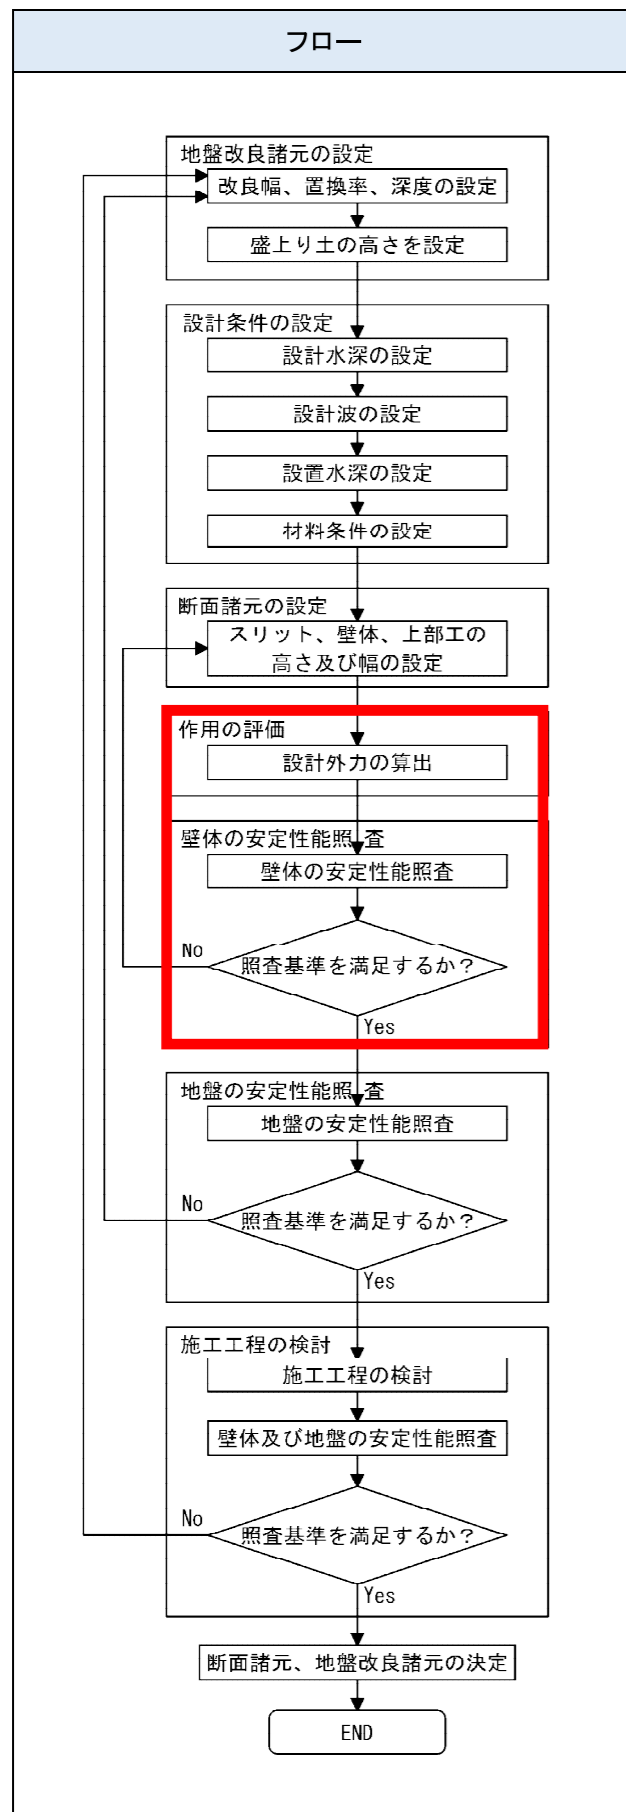 フロー
地盤改良諸元の設定
改良幅、置換率、深度の設定
盛上り土の高さを設定
設計条件の設定
設計水深の設定
設計波の設定
設置水深の設定
材料条件の設定
断面諸元の設定
スリット、壁体、上部工の
高さ及び幅の設定
作用の評価
設計外力の算出
壁体の安定性能照 査
壁体の安定性能照査
No
照査基準を満足するか？
Yes
地盤の安定性能照 査
地盤の安定性能照査
No
照査基準を満足するか？
Yes
施工工程の検討
施工工程の検討
壁体及び地盤の安定性能照査
No
照査基準を満足するか？
Yes
断面諸元、地盤改良諸元の決定
END